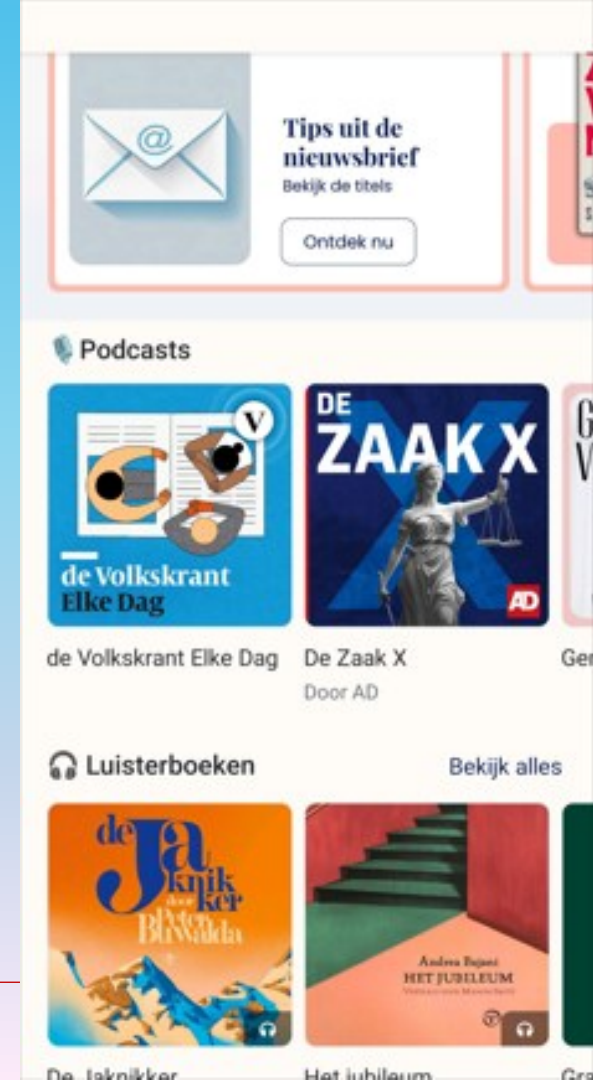 @
Tips uit de
nieuwsbrief
Bekijk de titels
Ontdek nu
Podcasts
V
de Volkskrant
Elke Dag
DE
ZAAK X
AD
G
V
de Volkskrant Elke Dag
De Zaak X
Ger
Door AD
Luisterboeken
Bekijk alles
de Ja
knik
ker
door
Peter
Buwalda
Andrea Bajani
HET JUBILEUM
De Jaknikker
Het jubileum
Gra